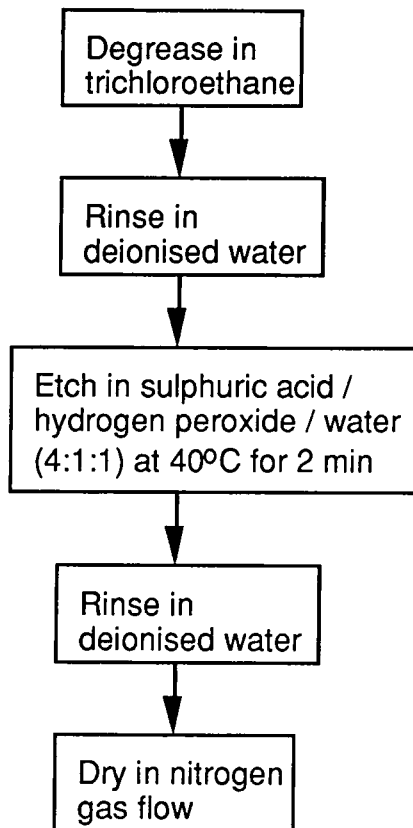 Degrease in
trichloroethane
Rinse in
deionised water
Etch in sulphuric acid /
hydrogen peroxide / water
(4:1:1) at 40ºC for 2 min
Rinse in
deionised water
Dry in nitrogen
gas flow